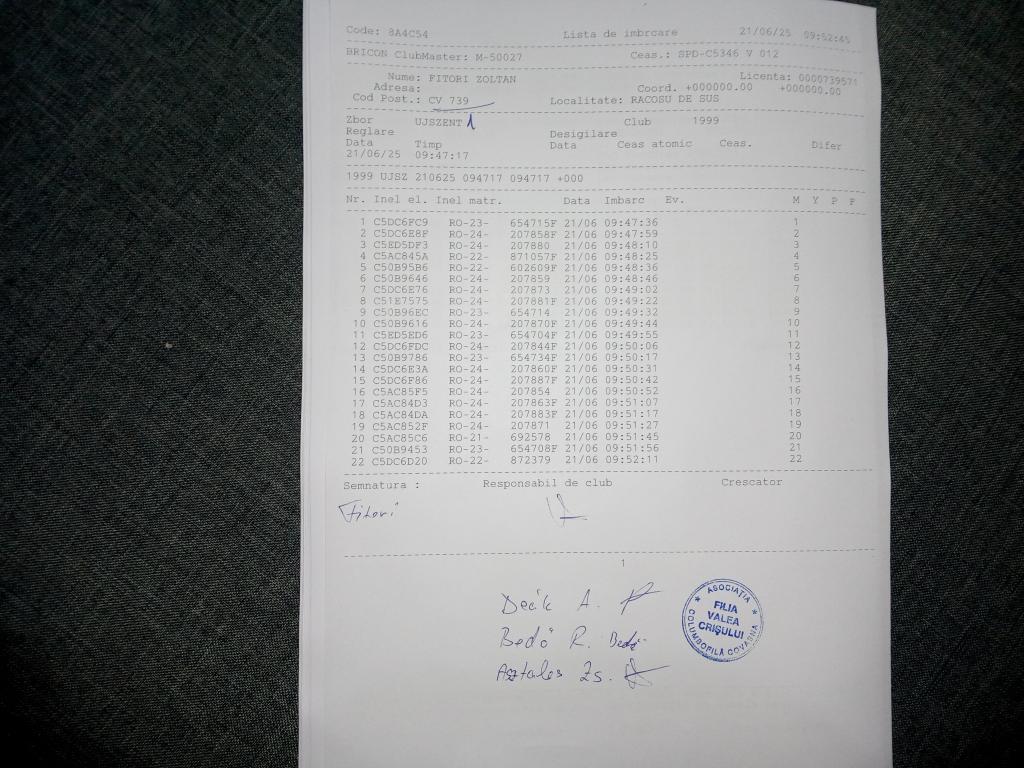 Code: 8A4C54 Lista de imbrcare 21/06/25 09:52:45
BRICON ClubMaster: M-50027 Ceas.: SPD-C5346 V 012
Nume: FITORI ZOLTAN Licenta: 0000739571
Adresa: Coord. +000000.00 +000000.00
Cod Post.: CV 739 Localitate: RACOSU DE SUS
Zbor UJSZENT 1 Club 1999
Reglare Desigilare
Data Timp Data Ceas atomic Ceas. Difer
21/06/25 09:47:17
1999 UJSZ 210625 094717 094717 +000
Nr. Inel el. Inel matr. Data Imbarc Ev. M Y P F
1 C5DC6FC9 RO-23- 654715F 21/06 09:47:36 1
2 C5DC6E8F RO-24- 207858F 21/06 09:47:59 2
3 C5ED5DF3 RO-24- 207880 21/06 09:48:10 3
4 C5AC845A RO-22- 871057F 21/06 09:48:25 4
5 C50B95B6 RO-22- 602609F 21/06 09:48:36 5
6 C50B9646 RO-24- 207859 21/06 09:48:46 6
7 C5DC6E76 RO-24- 207873 21/06 09:49:02 7
8 C51E7575 RO-24- 207881F 21/06 09:49:22 8
9 C50B96EC RO-23- 654714 21/06 09:49:32 9
10 C50B9616 RO-24- 207870F 21/06 09:49:44 10
11 C5ED5ED6 RO-23- 654704F 21/06 09:49:55 11
12 C5DC6FDC RO-24- 207844F 21/06 09:50:06 12
13 C50B9786 RO-23- 654734F 21/06 09:50:17 13
14 C5DC6E3A RO-24- 207860F 21/06 09:50:31 14
15 C5DC6F86 RO-24- 207887F 21/06 09:50:42 15
16 C5AC85F5 RO-24- 207854 21/06 09:50:52 16
17 C5AC84D3 RO-24- 207863F 21/06 09:51:07 17
18 C5AC84DA RO-24- 207883F 21/06 09:51:17 18
19 C5AC852F RO-24- 207871 21/06 09:51:27 19
20 C5AC85C6 RO-21- 692578 21/06 09:51:45 20
21 C50B9453 RO-23- 654708F 21/06 09:51:56 21
22 C5DC6D20 RO-22- 872379 21/06 09:52:11 22
Semnatura : Responsabil de club Crescator
Fitori
1
Deák A.
Bedő R. Bedő
Asztalos Zs.
ASOCIAȚIA COLUMBOFILĂ COVASNA
FILIA
VALEA
CRIŞULUI